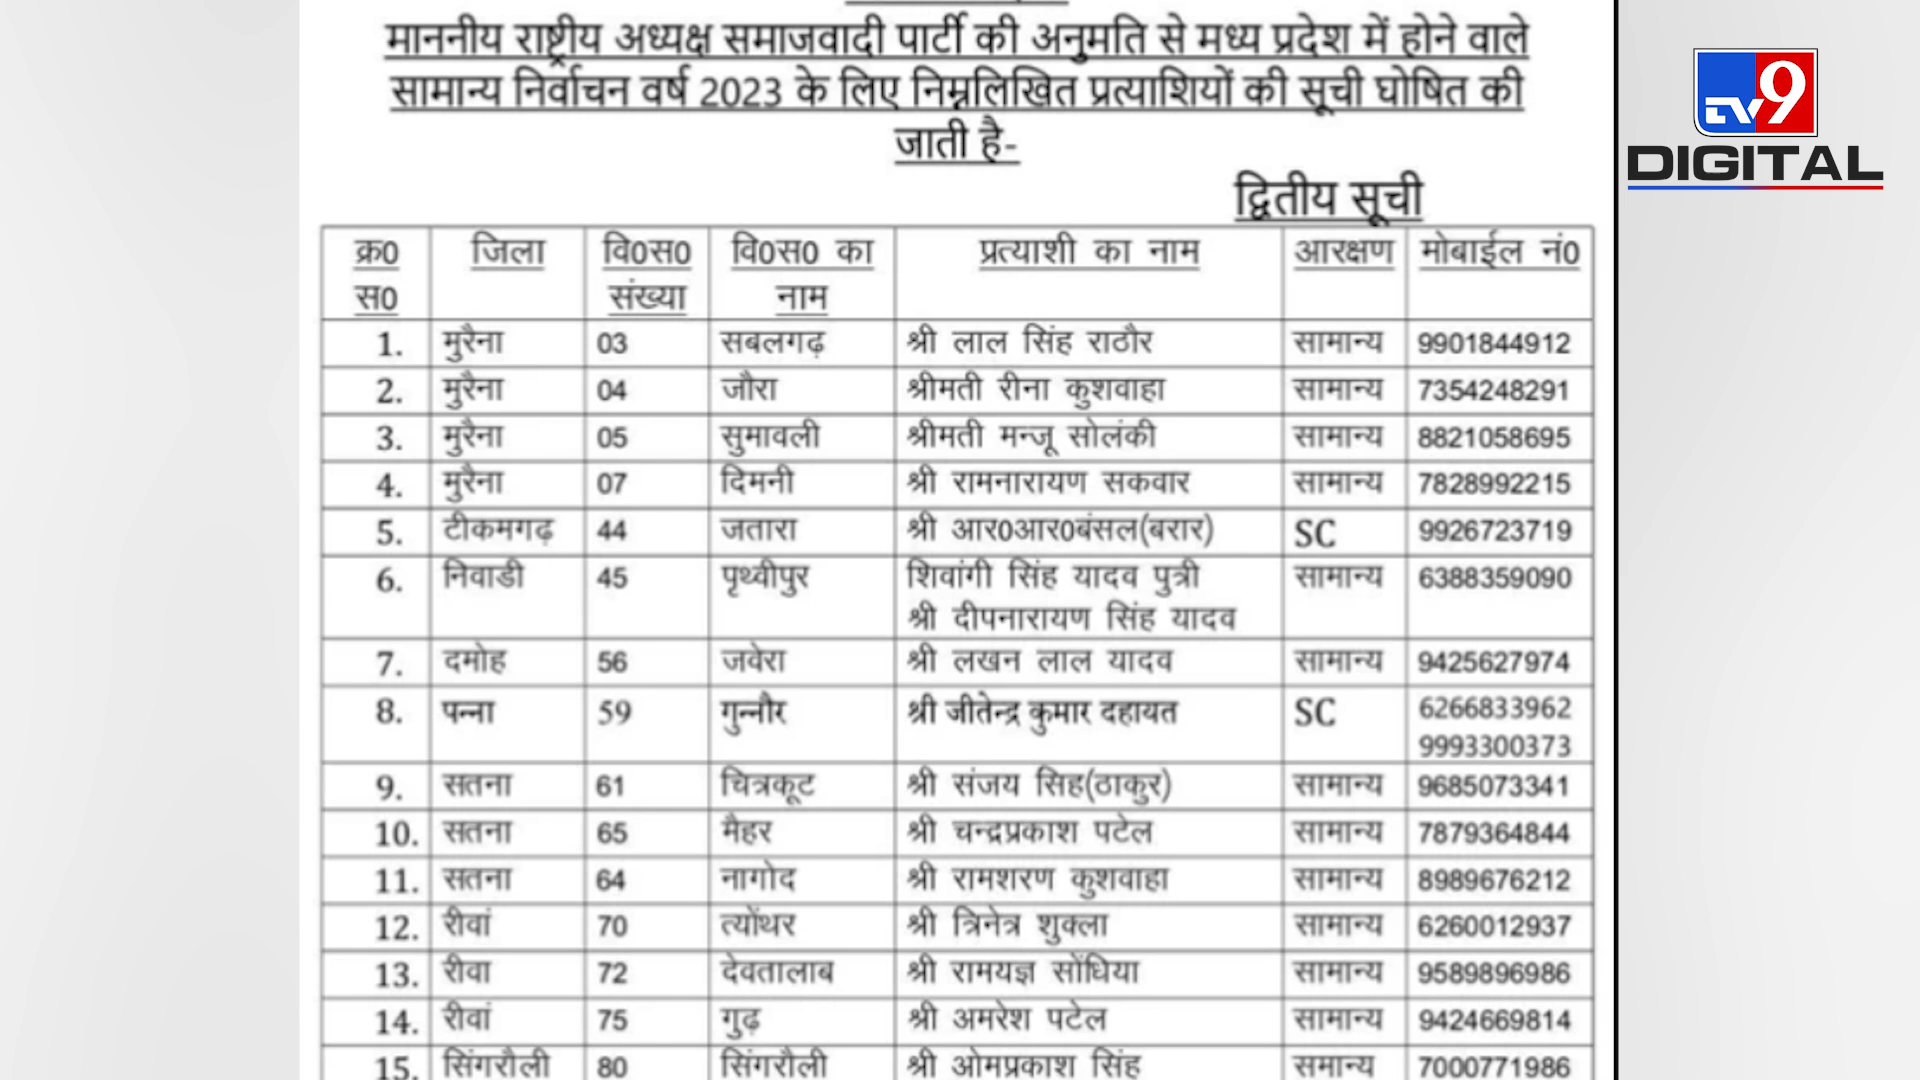 माननीय राष्ट्रीय अध्यक्ष समाजवादी पार्टी की अनुमति से मध्य प्रदेश में होने वाले
सामान्य निर्वाचन वर्ष 2023 के लिए निम्नलिखित प्रत्याशियों की सूची घोषित की
जाती है-
द्वितीय सूची
TV9
DIGITAL
क्र0 स0 जिला वि0स0 संख्या वि0स0 का नाम प्रत्याशी का नाम आरक्षण मोबाईल नं0
1. मुरैना 03 सबलगढ़ श्री लाल सिंह राठौर सामान्य 9901844912
2. मुरैना 04 जौरा श्रीमती रीना कुशवाहा सामान्य 7354248291
3. मुरैना 05 सुमावली श्रीमती मन्जू सोलंकी सामान्य 8821058695
4. मुरैना 07 दिमनी श्री रामनारायण सकवार सामान्य 7828992215
5. टीकमगढ़ 44 जतारा श्री आर0आर0बंसल(बरार) SC 9926723719
6. निवाडी 45 पृथ्वीपुर शिवांगी सिंह यादव पुत्री सामान्य 6388359090
श्री दीपनारायण सिंह यादव
7. दमोह 56 जवेरा श्री लखन लाल यादव सामान्य 9425627974
8. पन्ना 59 गुन्नौर श्री जीतेन्द्र कुमार दहायत SC 6266833962
9993300373
9. सतना 61 चित्रकूट श्री संजय सिह(ठाकुर) सामान्य 9685073341
10. सतना 65 मैहर श्री चन्द्रप्रकाश पटेल सामान्य 7879364844
11. सतना 64 नागोद श्री रामशरण कुशवाहा सामान्य 8989676212
12. रीवां 70 त्योंथर श्री त्रिनेत्र शुक्ला सामान्य 6260012937
13. रीवा 72 देवतालाब श्री रामयज्ञ सोंधिया सामान्य 9589896986
14. रीवां 75 गुढ़ श्री अमरेश पटेल सामान्य 9424669814
15. सिंगरौली 80 सिंगरौली श्री ओमप्रकाश सिंह समान्य 7000771986